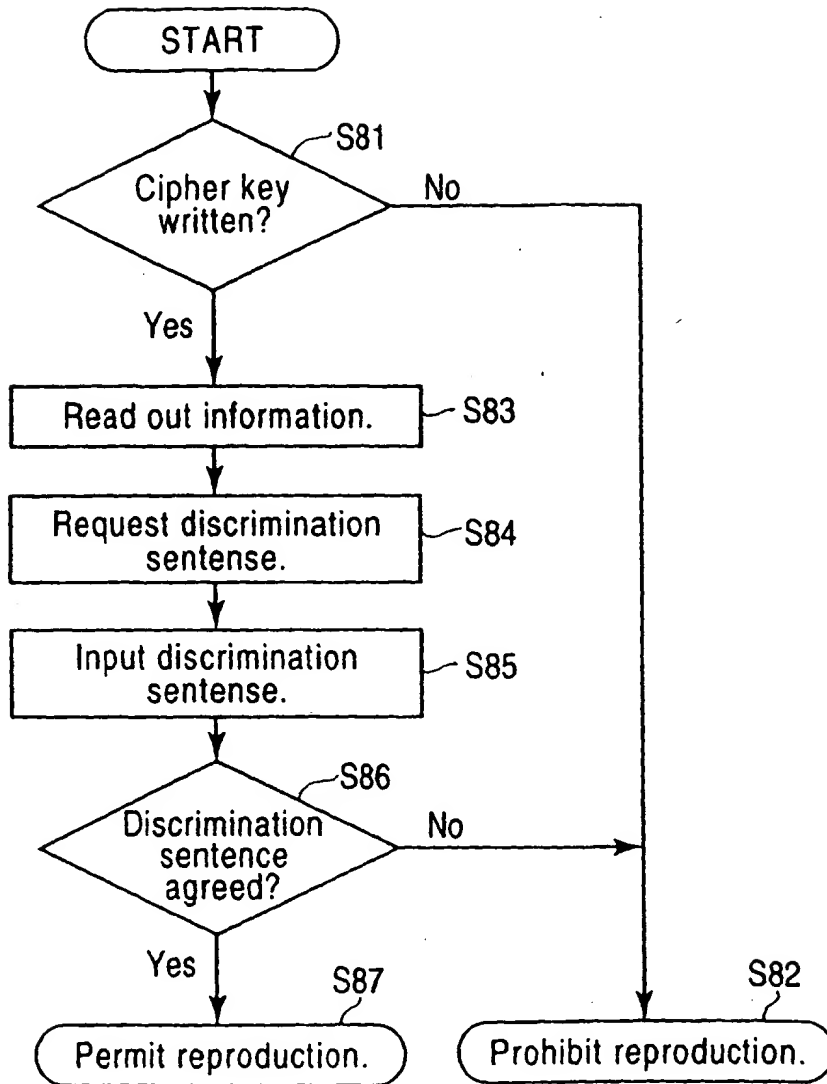 START
S81
Cipher key
written?
No
Yes
Read out information.
S83
Request discrimination
sentense.
S84
Input discrimination
sentense.
S85
S86
Discrimination
sentence
agreed?
No
Yes
S87
Permit reproduction.
S82
Prohibit reproduction.